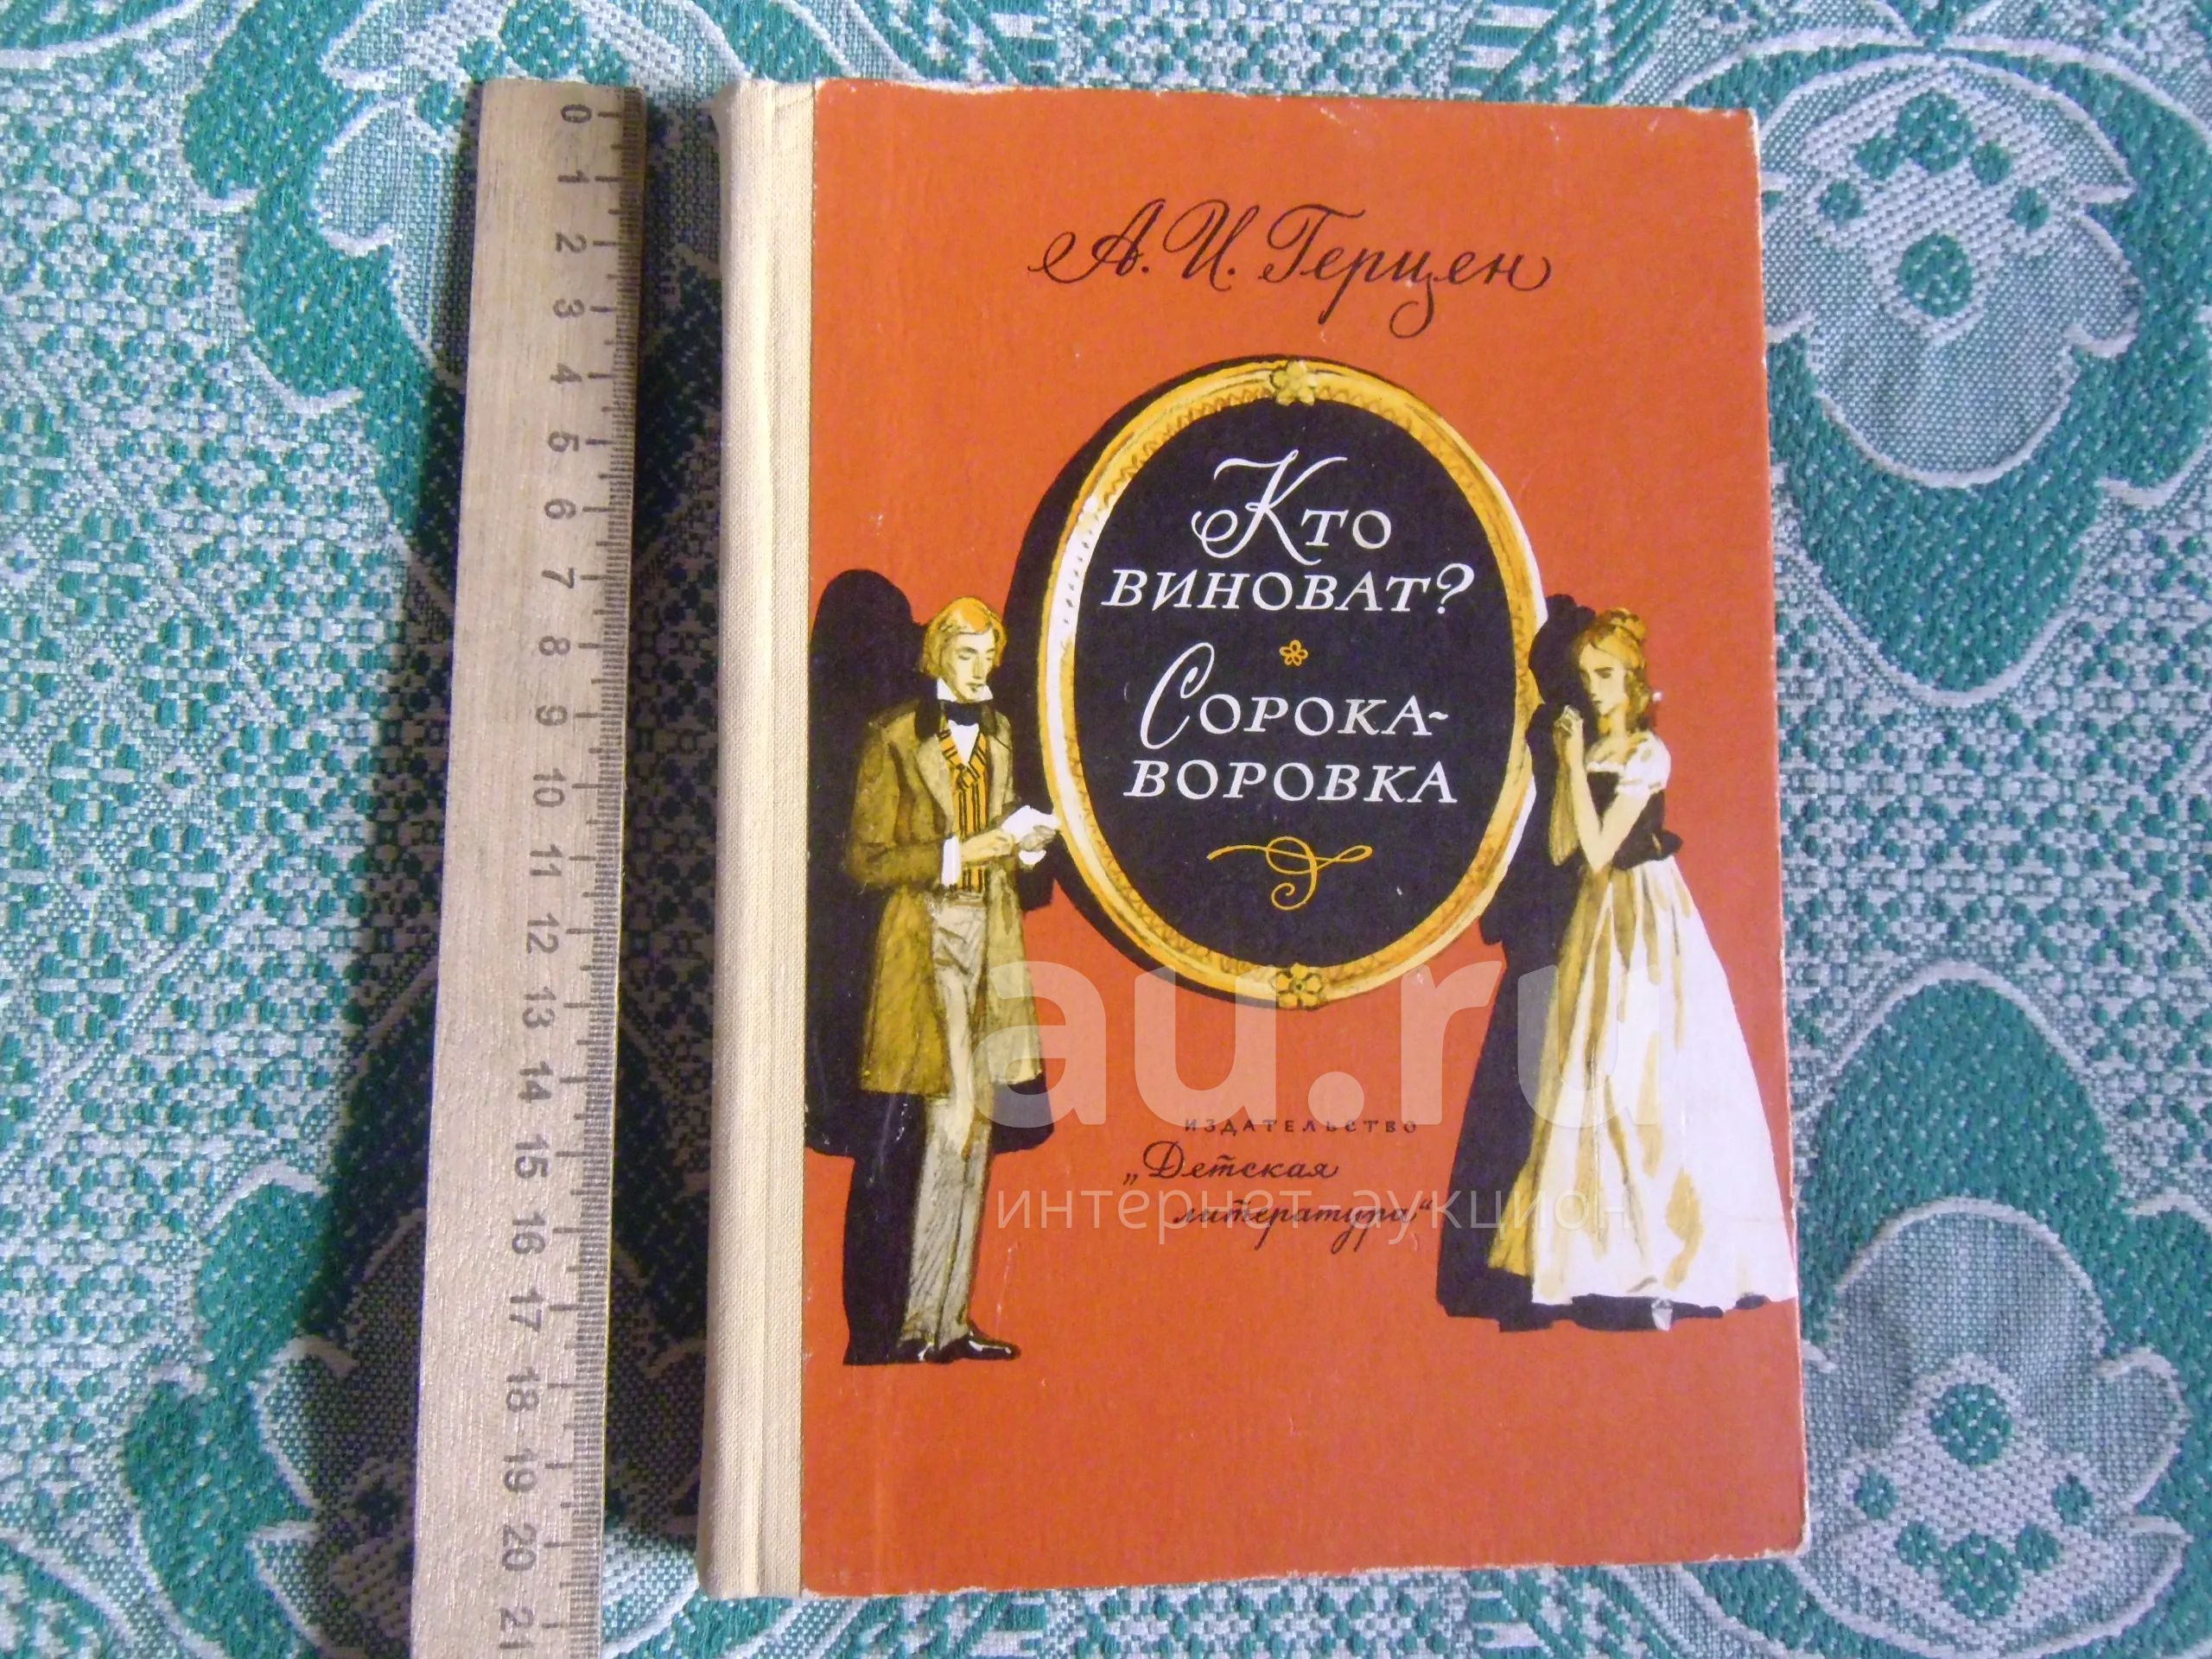 А. И. Герцен
Кто
виноват?
Сорока-
воровка
издательство
„Детская
литература“
au.ru
интернет-аукцион
0 1 2 3 4 5 6 7 8 9 10 11 12 13 14 15 16 17 18 19 20 21